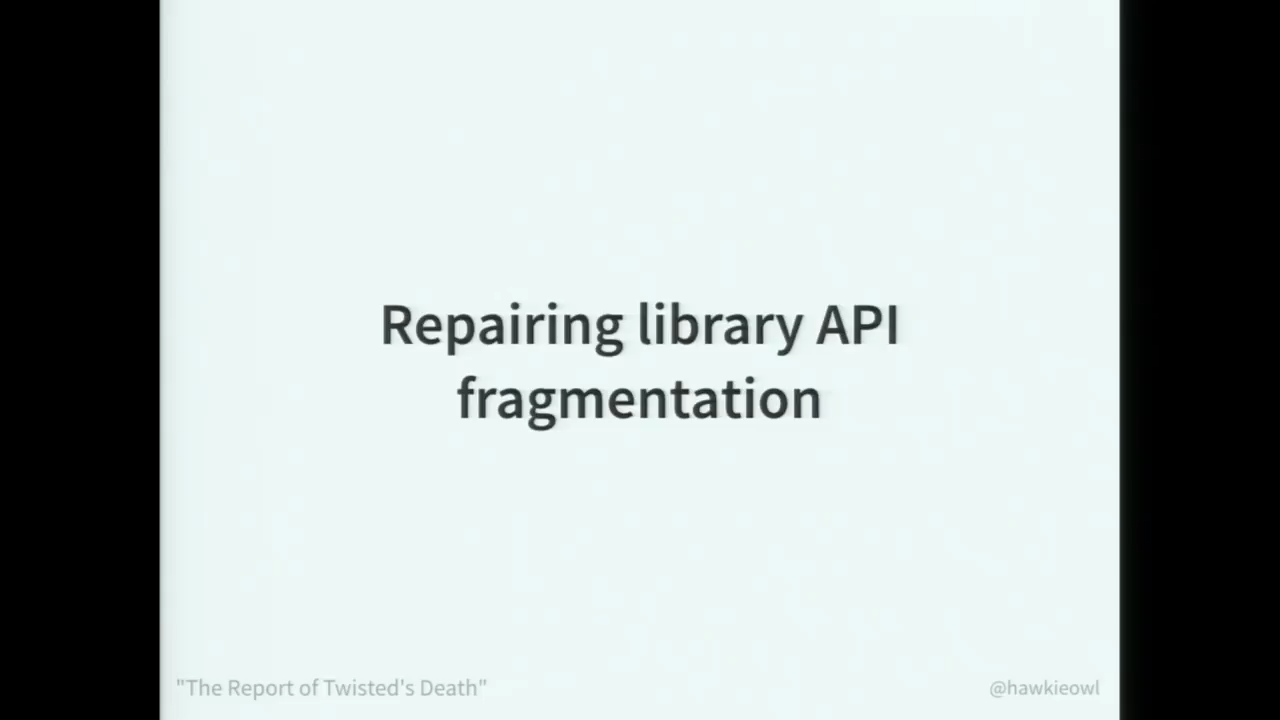 Repairing library API
fragmentation
"The Report of Twisted's Death"
@hawkieowl